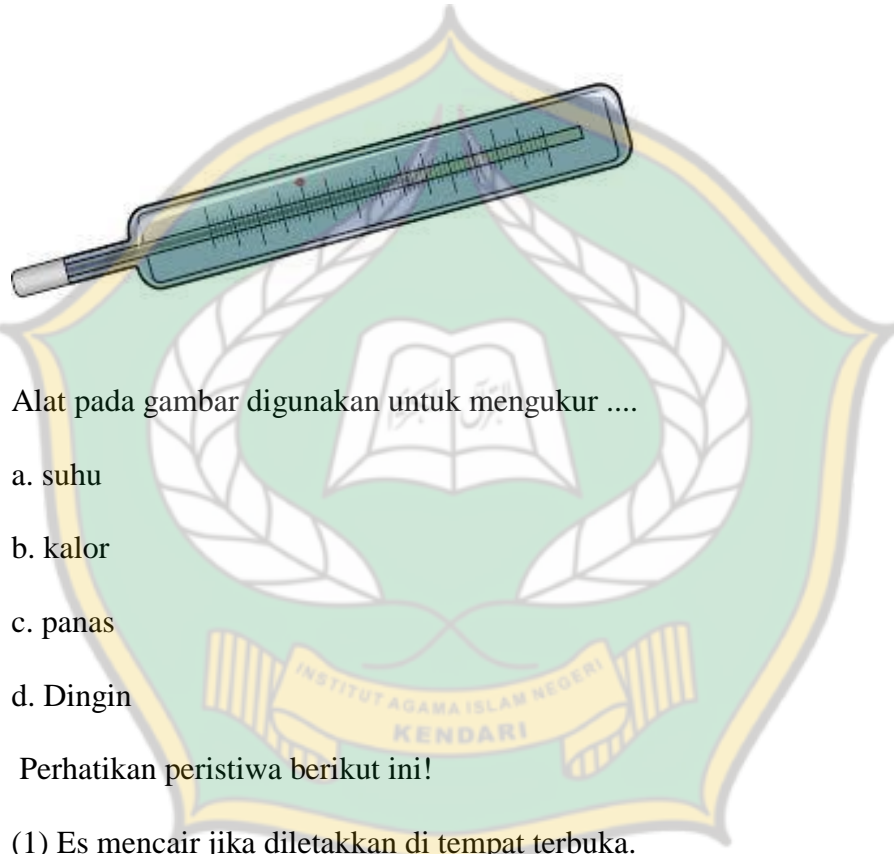 Alat pada gambar digunakan untuk mengukur ....
a. suhu
b. kalor
c. panas
d. Dingin
INSTITUT AGAMA ISLAM NEGERI
KENDARI
Perhatikan peristiwa berikut ini!
(1) Es mencair jika diletakkan di tempat terbuka.